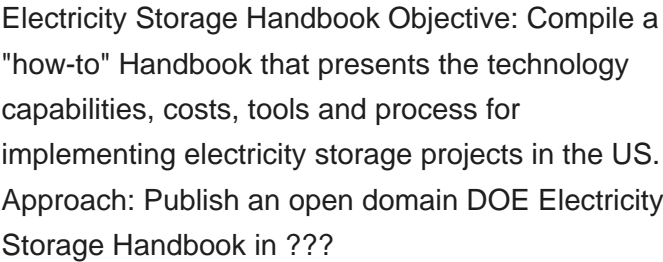 Electricity Storage Handbook Objective: Compile a
"how-to" Handbook that presents the technology
capabilities, costs, tools and process for
implementing electricity storage projects in the US.
Approach: Publish an open domain DOE Electricity
Storage Handbook in ???